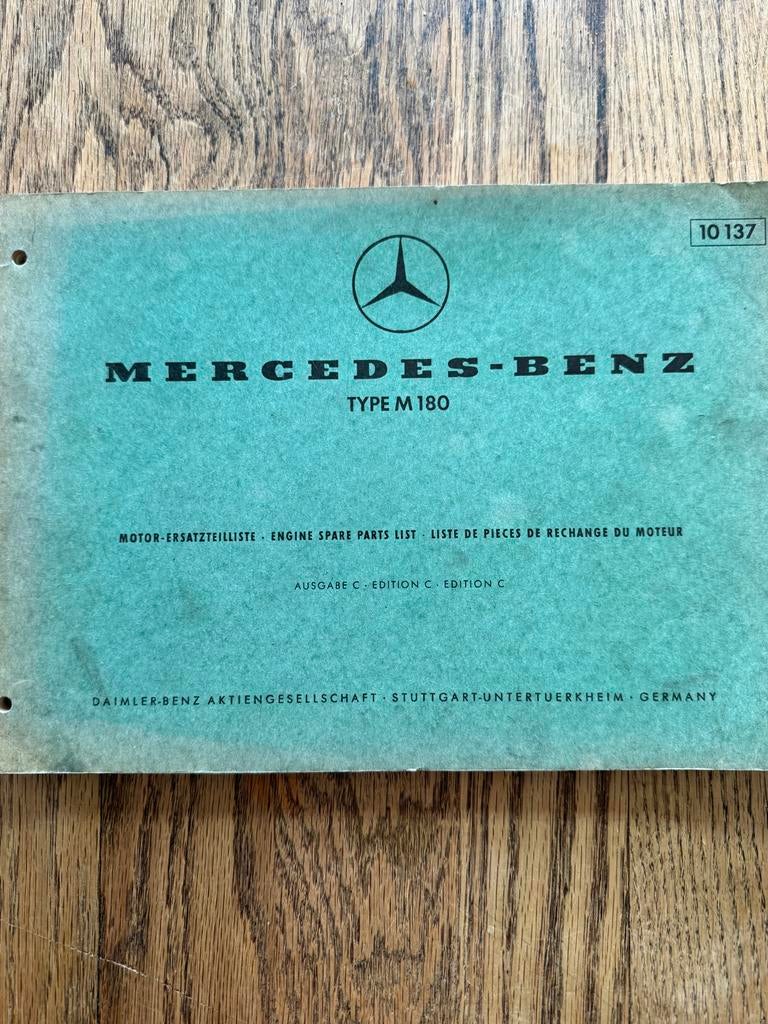 10 137
MERCEDES-BENZ
TYPE M 180
MOTOR-ERSATZTEILLISTE · ENGINE SPARE PARTS LIST · LISTE DE PIECES DE RECHANGE DU MOTEUR
AUSGABE C · EDITION C · EDITION C
DAIMLER-BENZ AKTIENGESELLSCHAFT · STUTTGART-UNTERTUERKHEIM · GERMANY